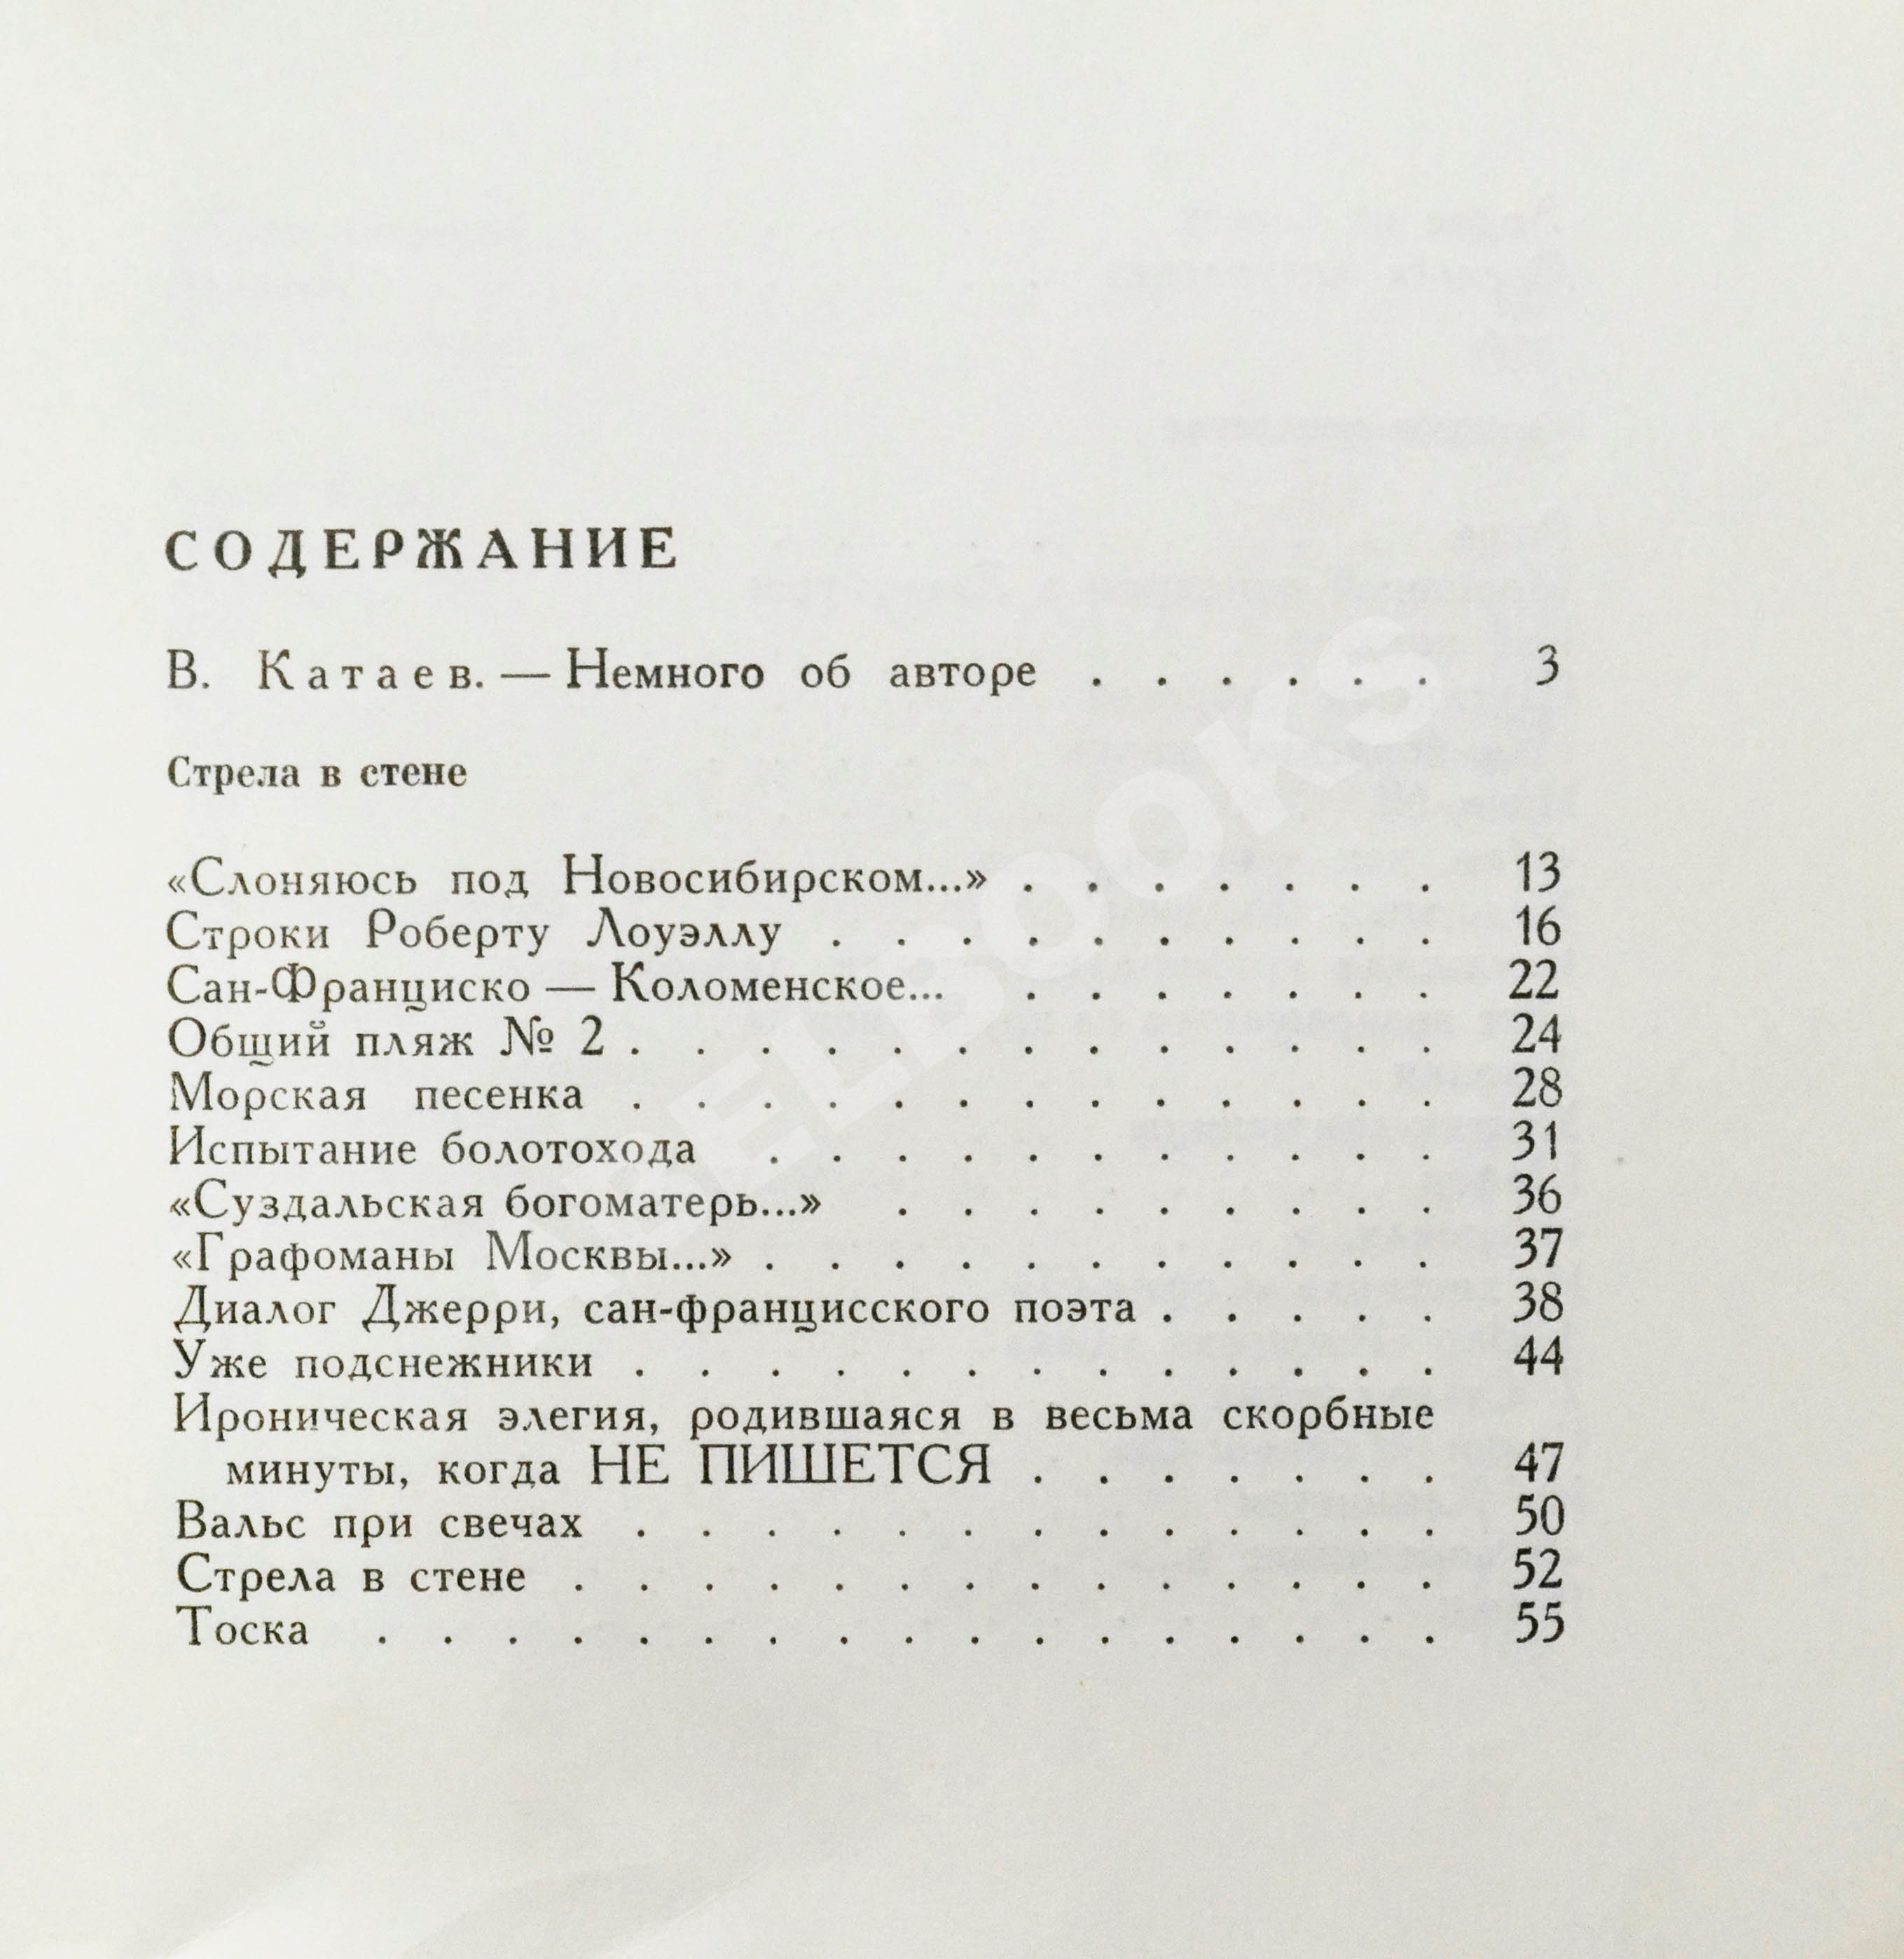 СОДЕРЖАНИЕ
В. Катаев. — Немного об авторе . . . . . . 3
Стрела в стене
«Слоняюсь под Новосибирском...» . . . . . . . 13
Строки Роберту Лоуэллу . . . . . . . . . . 16
Сан-Франциско — Коломенское... . . . . . . . 22
Общий пляж № 2 . . . . . . . . . . . . . 24
Морская песенка . . . . . . . . . . . . . 28
Испытание болотохода . . . . . . . . . . . 31
«Суздальская богоматерь...» . . . . . . . . . 36
«Графоманы Москвы...» . . . . . . . . . . . 37
Диалог Джерри, сан-францисского поэта . . . . . 38
Уже подснежники . . . . . . . . . . . . . 44
Ироническая элегия, родившаяся в весьма скорбные
минуты, когда НЕ ПИШЕТСЯ . . . . . . . 47
Вальс при свечах . . . . . . . . . . . . . 50
Стрела в стене . . . . . . . . . . . . . . 52
Тоска . . . . . . . . . . . . . . . . . 55